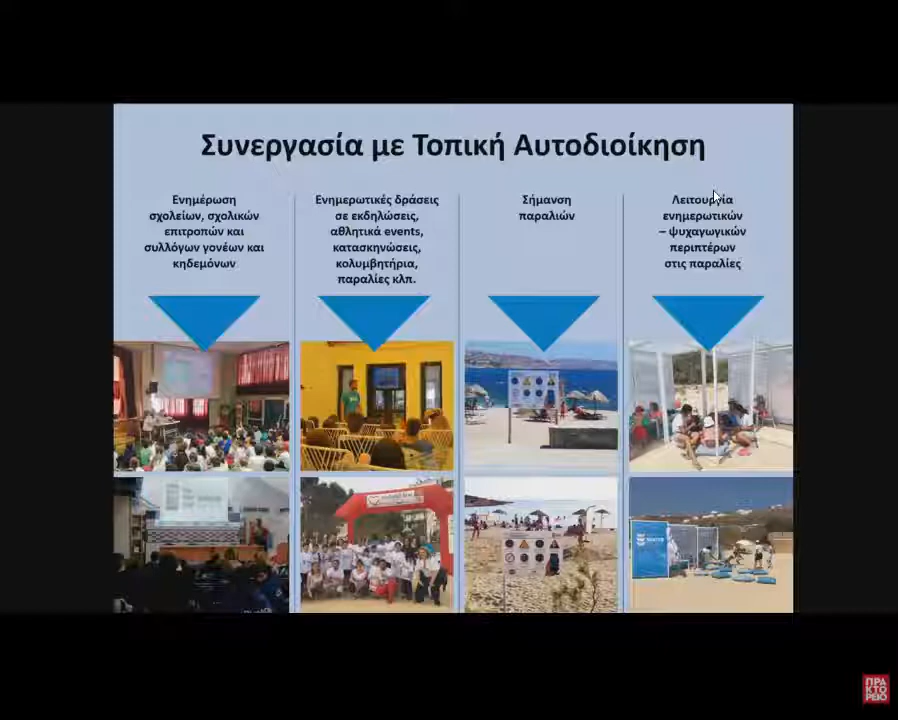 Συνεργασία με Τοπική Αυτοδιοίκηση
Ενημέρωση
σχολείων, σχολικών
επιτροπών και
συλλόγων γονέων και
κηδεμόνων
Ενημερωτικές δράσεις
σε εκδηλώσεις,
αθλητικά events,
κατασκηνώσεις,
κολυμβητήρια,
παραλίες κλπ.
Σήμανση
παραλιών
Λειτουργία
ενημερωτικών
– ψυχαγωγικών
περιπτέρων
στις παραλίες
ΠΡΑ
ΚΤΟ
ΡΕΙΟ